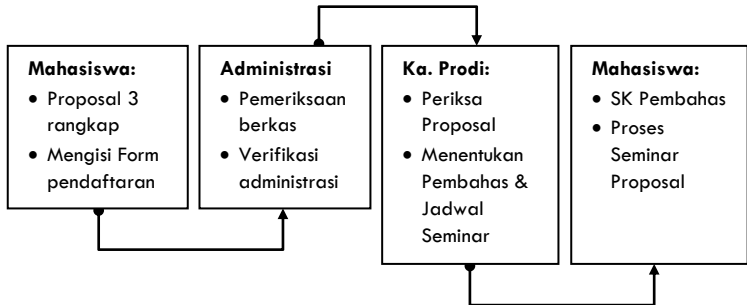 Mahasiswa:
• Proposal 3
rangkap
• Mengisi Form
pendaftaran
Administrasi
• Pemeriksaan
berkas
• Verifikasi
administrasi
Ka. Prodi:
• Periksa
Proposal
• Menentukan
Pembahas &
Jadwal
Seminar
Mahasiswa:
• SK Pembahas
• Proses
Seminar
Proposal